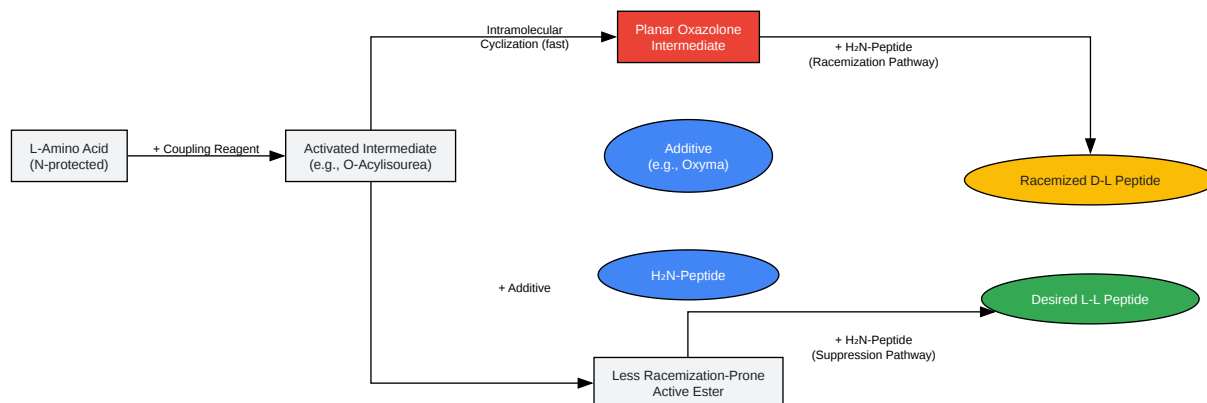 Intramolecular
Cyclization (fast)
Planar Oxazolone
Intermediate
+ H₂N-Peptide
(Racemization Pathway)
L-Amino Acid
(N-protected)
+ Coupling Reagent
Activated Intermediate
(e.g., O-Acylisourea)
Additive
(e.g., Oxyma)
Racemized D-L Peptide
H₂N-Peptide
+ Additive
Desired L-L Peptide
+ H₂N-Peptide
(Suppression Pathway)
Less Racemization-Prone
Active Ester